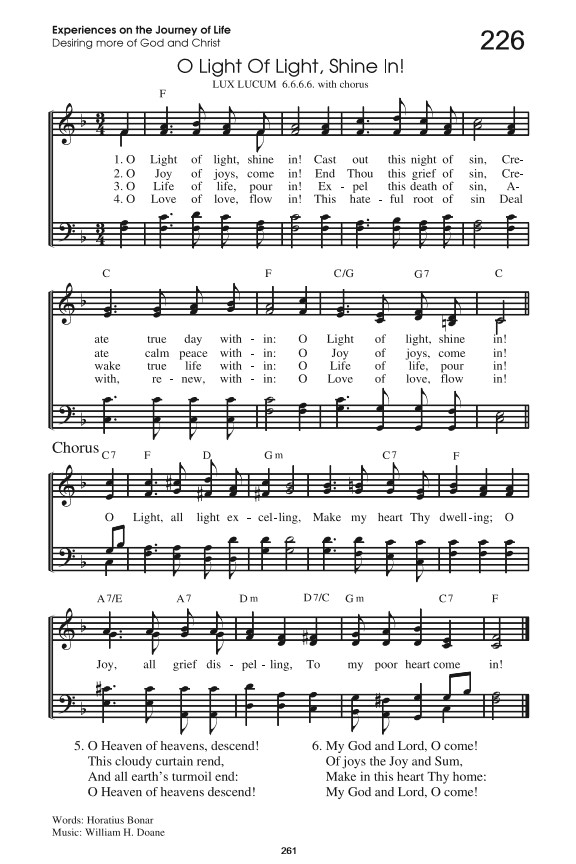 Experiences on the Journey of Life
Desiring more of God and Christ
226
O Light Of Light, Shine In!
LUX LUCUM 6.6.6.6. with chorus
F
1. O Light of light, shine in! Cast out this night of sin, Cre-
2. O Joy of joys, come in! End Thou this grief of sin, Cre-
3. O Life of life, pour in! Ex - pel this death of sin, A-
4. O Love of love, flow in! This hate - ful root of sin Deal
C F C/G G7 C
ate true day with - in: O Light of light, shine in!
ate calm peace with - in: O Joy of joys, come in!
wake true life with - in: O Life of life, pour in!
with, re - new, with - in: O Love of love, flow in!
Chorus
C7 F D Gm C7 F
O Light, all light ex - cel-ling, Make my heart Thy dwell-ing; O
A7/E A7 Dm D7/C Gm C7 F
Joy, all grief dis - pel-ling, To my poor heart come in!
5. O Heaven of heavens, descend!
This cloudy curtain rend,
And all earth's turmoil end:
O Heaven of heavens descend!
6. My God and Lord, O come!
Of joys the Joy and Sum,
Make in this heart Thy home:
My God and Lord, O come!
Words: Horatius Bonar
Music: William H. Doane
261